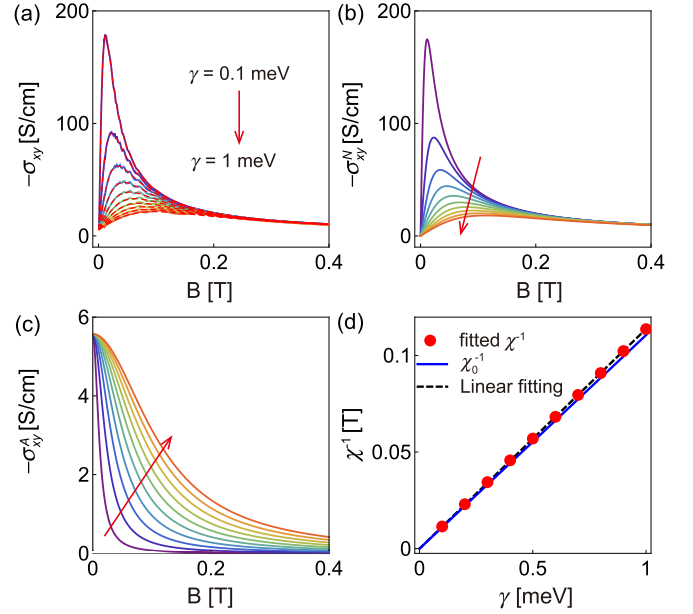 (a)
200
100
0
−σxy [S/cm]
γ = 0.1 meV
γ = 1 meV
0
0.2
0.4
B [T]
(b)
200
100
0
−σxy^N [S/cm]
0
0.2
0.4
B [T]
(c)
6
4
2
0
−σxy^A [S/cm]
0
0.2
0.4
B [T]
(d)
0.1
0.05
0
χ⁻¹ [T]
fitted χ⁻¹
χ₀⁻¹
Linear fitting
0
0.5
1
γ [meV]